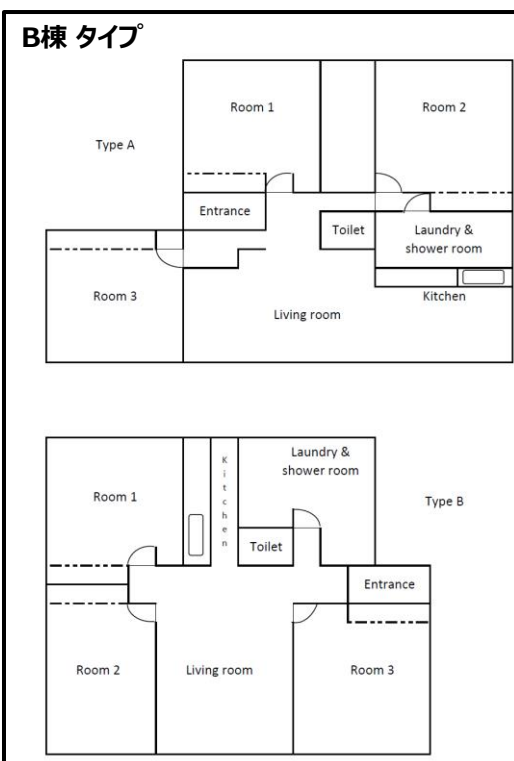 B棟 タイプ
Room 1
Room 2
Type A
Entrance
Toilet
Laundry &
shower room
Room 3
Kitchen
Living room
Laundry &
shower room
Kitchen
Room 1
Type B
Toilet
Entrance
Room 2
Living room
Room 3